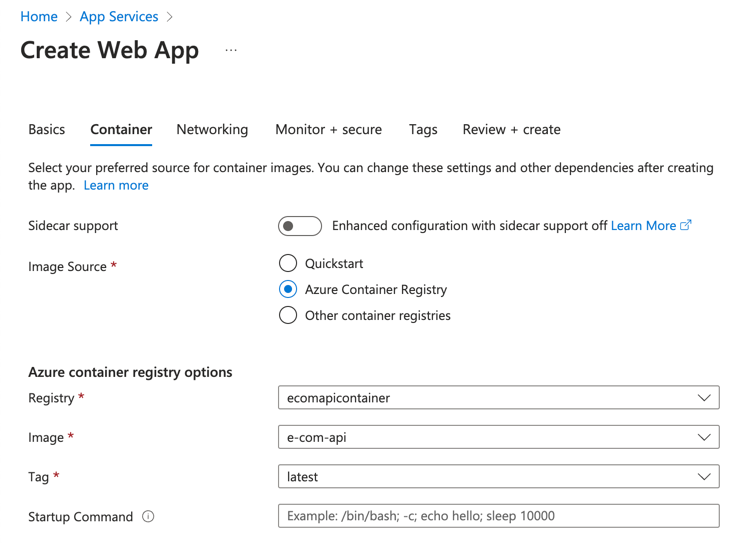 Home > App Services >
Create Web App ...
Basics Container Networking Monitor + secure Tags Review + create
Select your preferred source for container images. You can change these settings and other dependencies after creating
the app. Learn more
Sidecar support Enhanced configuration with sidecar support off Learn More
Image Source * Quickstart
Azure Container Registry
Other container registries
Azure container registry options
Registry * ecomapicontainer
Image * e-com-api
Tag * latest
Startup Command Example: /bin/bash; -c; echo hello; sleep 10000